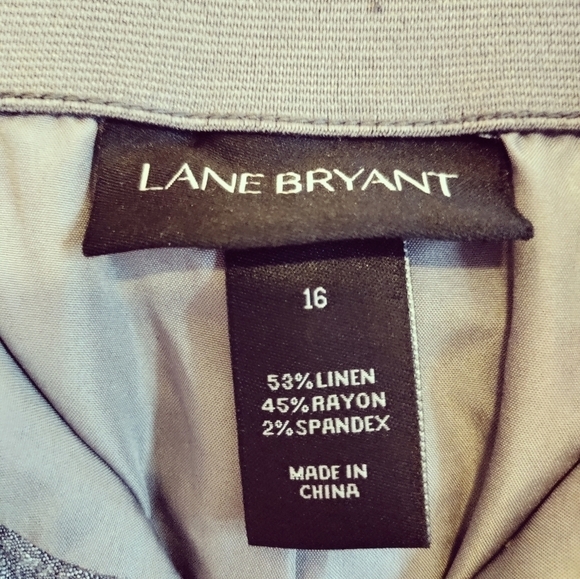 LANE BRYANT
16
53% LINEN
45% RAYON
2% SPANDEX
MADE IN
CHINA